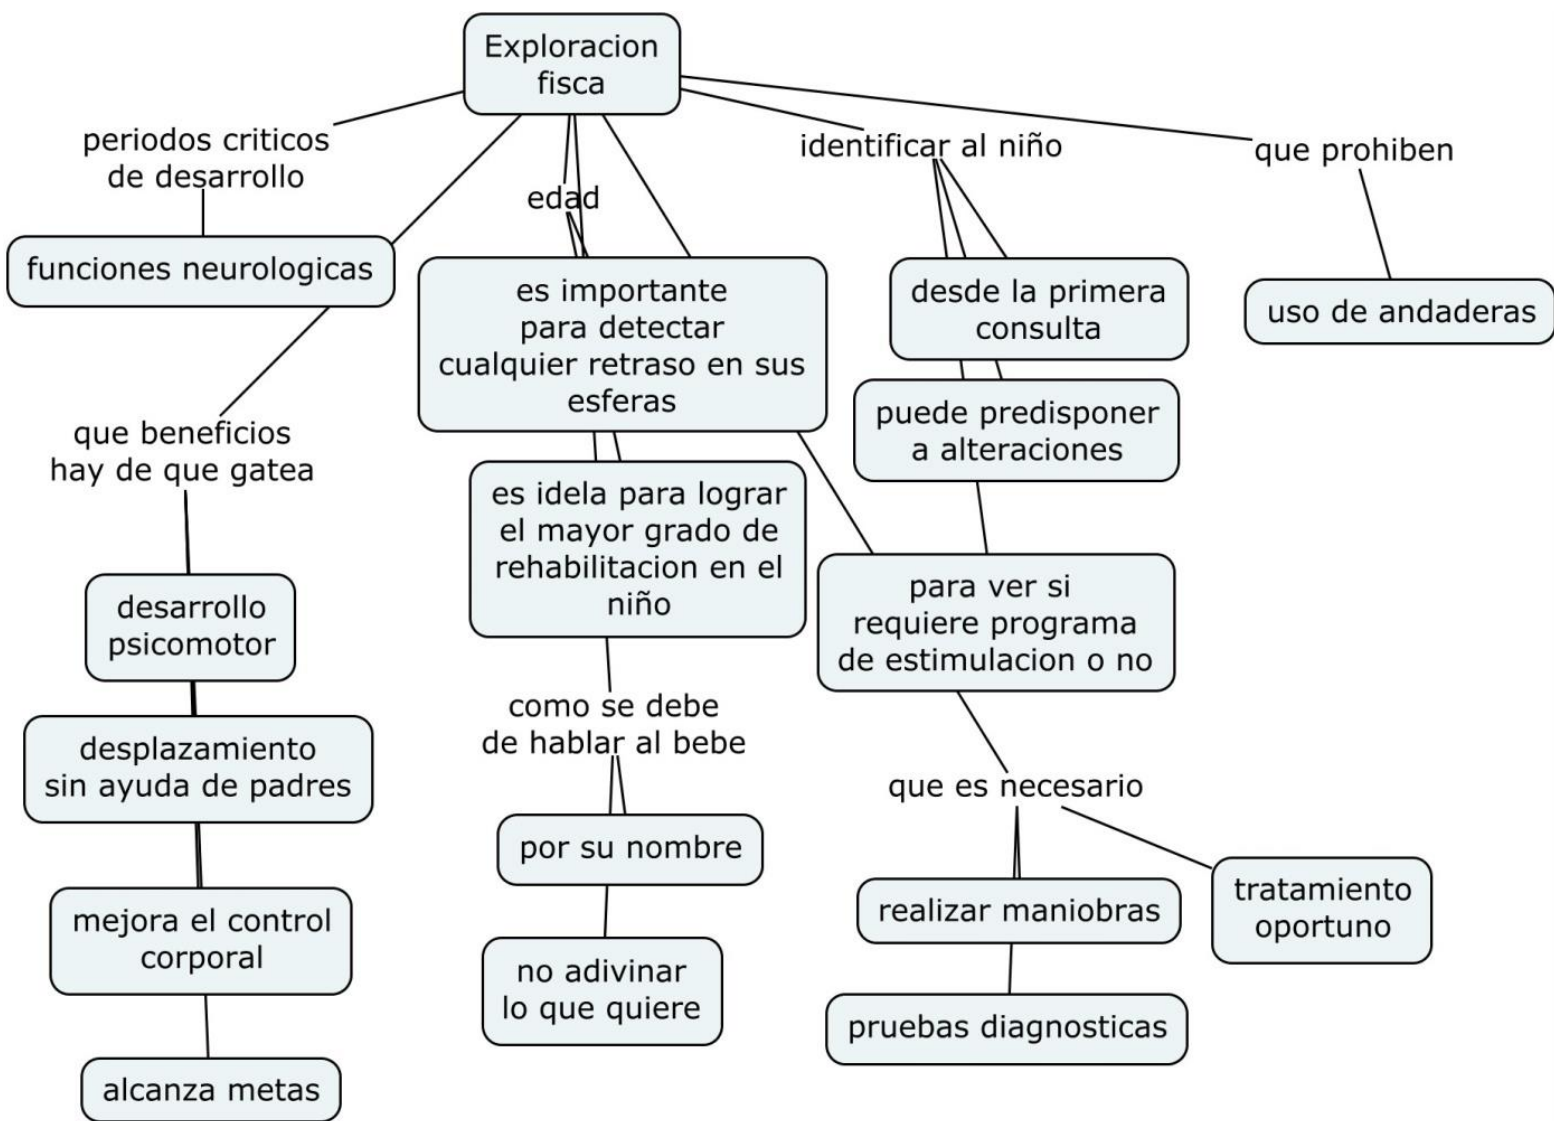 Exploracion
fisca
periodos criticos
de desarrollo
funciones neurologicas
que beneficios
hay de que gatea
desarrollo
psicomotor
desplazamiento
sin ayuda de padres
mejora el control
corporal
alcanza metas
edad
es importante
para detectar
cualquier retraso en sus
esferas
es idela para lograr
el mayor grado de
rehabilitacion en el
niño
como se debe
de hablar al bebe
por su nombre
no adivinar
lo que quiere
identificar al niño
desde la primera
consulta
puede predisponer
a alteraciones
para ver si
requiere programa
de estimulacion o no
que es necesario
realizar maniobras
pruebas diagnosticas
tratamiento
oportuno
que prohiben
uso de andaderas